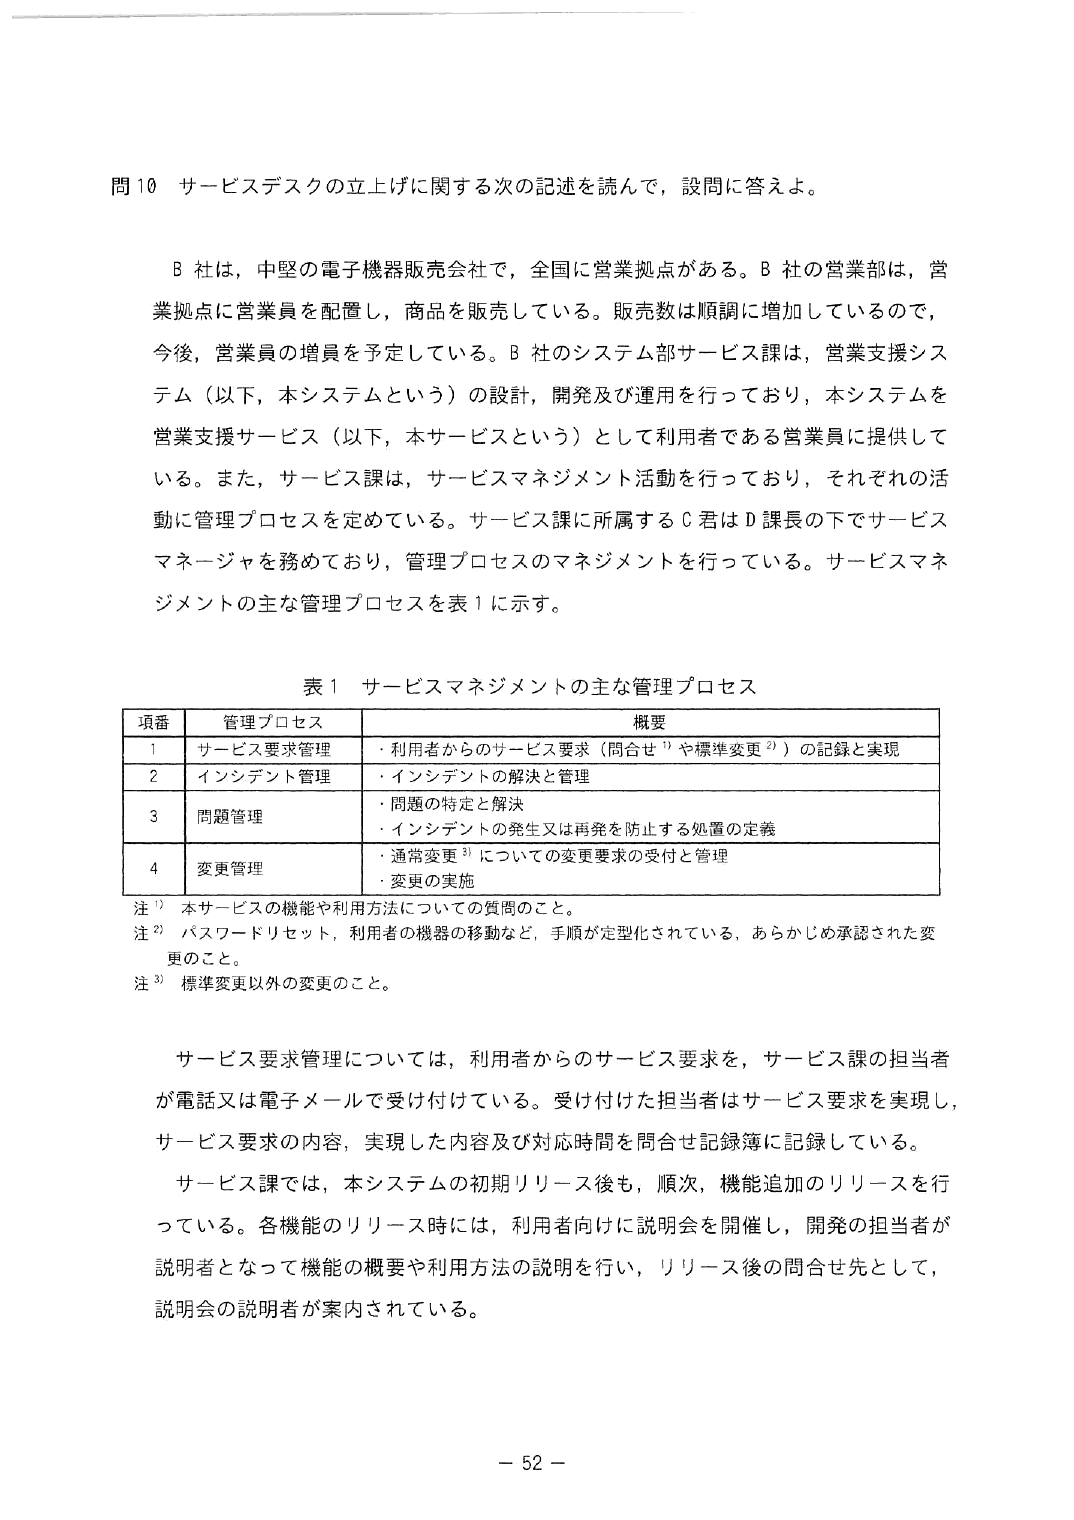 問10 サービスデスクの立上げに関する次の記述を読んで，設問に答えよ。
B 社は，中堅の電子機器販売会社で，全国に営業拠点がある。B 社の営業部は，営
業拠点に営業員を配置し，商品を販売している。販売数は順調に増加しているので，
今後，営業員の増員を予定している。B 社のシステム部サービス課は，営業支援シス
テム（以下，本システムという）の設計，開発及び運用を行っており，本システムを
営業支援サービス（以下，本サービスという）として利用者である営業員に提供して
いる。また，サービス課は，サービスマネジメント活動を行っており，それぞれの活
動に管理プロセスを定めている。サービス課に所属する C 君は D 課長の下でサービス
マネージャを務めており，管理プロセスのマネジメントを行っている。サービスマネ
ジメントの主な管理プロセスを表 1 に示す。
表 1 サービスマネジメントの主な管理プロセス
項番 管理プロセス 概要
1 サービス要求管理 ・利用者からのサービス要求（問合せ 1) や標準変更 2) ）の記録と実現
2 インシデント管理 ・インシデントの解決と管理
3 問題管理 ・問題の特定と解決
・インシデントの発生又は再発を防止する処置の定義
4 変更管理 ・通常変更 3) についての変更要求の受付と管理
・変更の実施
注 1) 本サービスの機能や利用方法についての質問のこと。
注 2) パスワードリセット，利用者の機器の移動など，手順が定型化されている，あらかじめ承認された変
更のこと。
注 3) 標準変更以外の変更のこと。
サービス要求管理については，利用者からのサービス要求を，サービス課の担当者
が電話又は電子メールで受け付けている。受け付けた担当者はサービス要求を実現し，
サービス要求の内容，実現した内容及び対応時間を問合せ記録簿に記録している。
サービス課では，本システムの初期リリース後も，順次，機能追加のリリースを行
っている。各機能のリリース時には，利用者向けに説明会を開催し，開発の担当者が
説明者となって機能の概要や利用方法の説明を行い，リリース後の問合せ先として，
説明会の説明者が案内されている。
－ 52 －